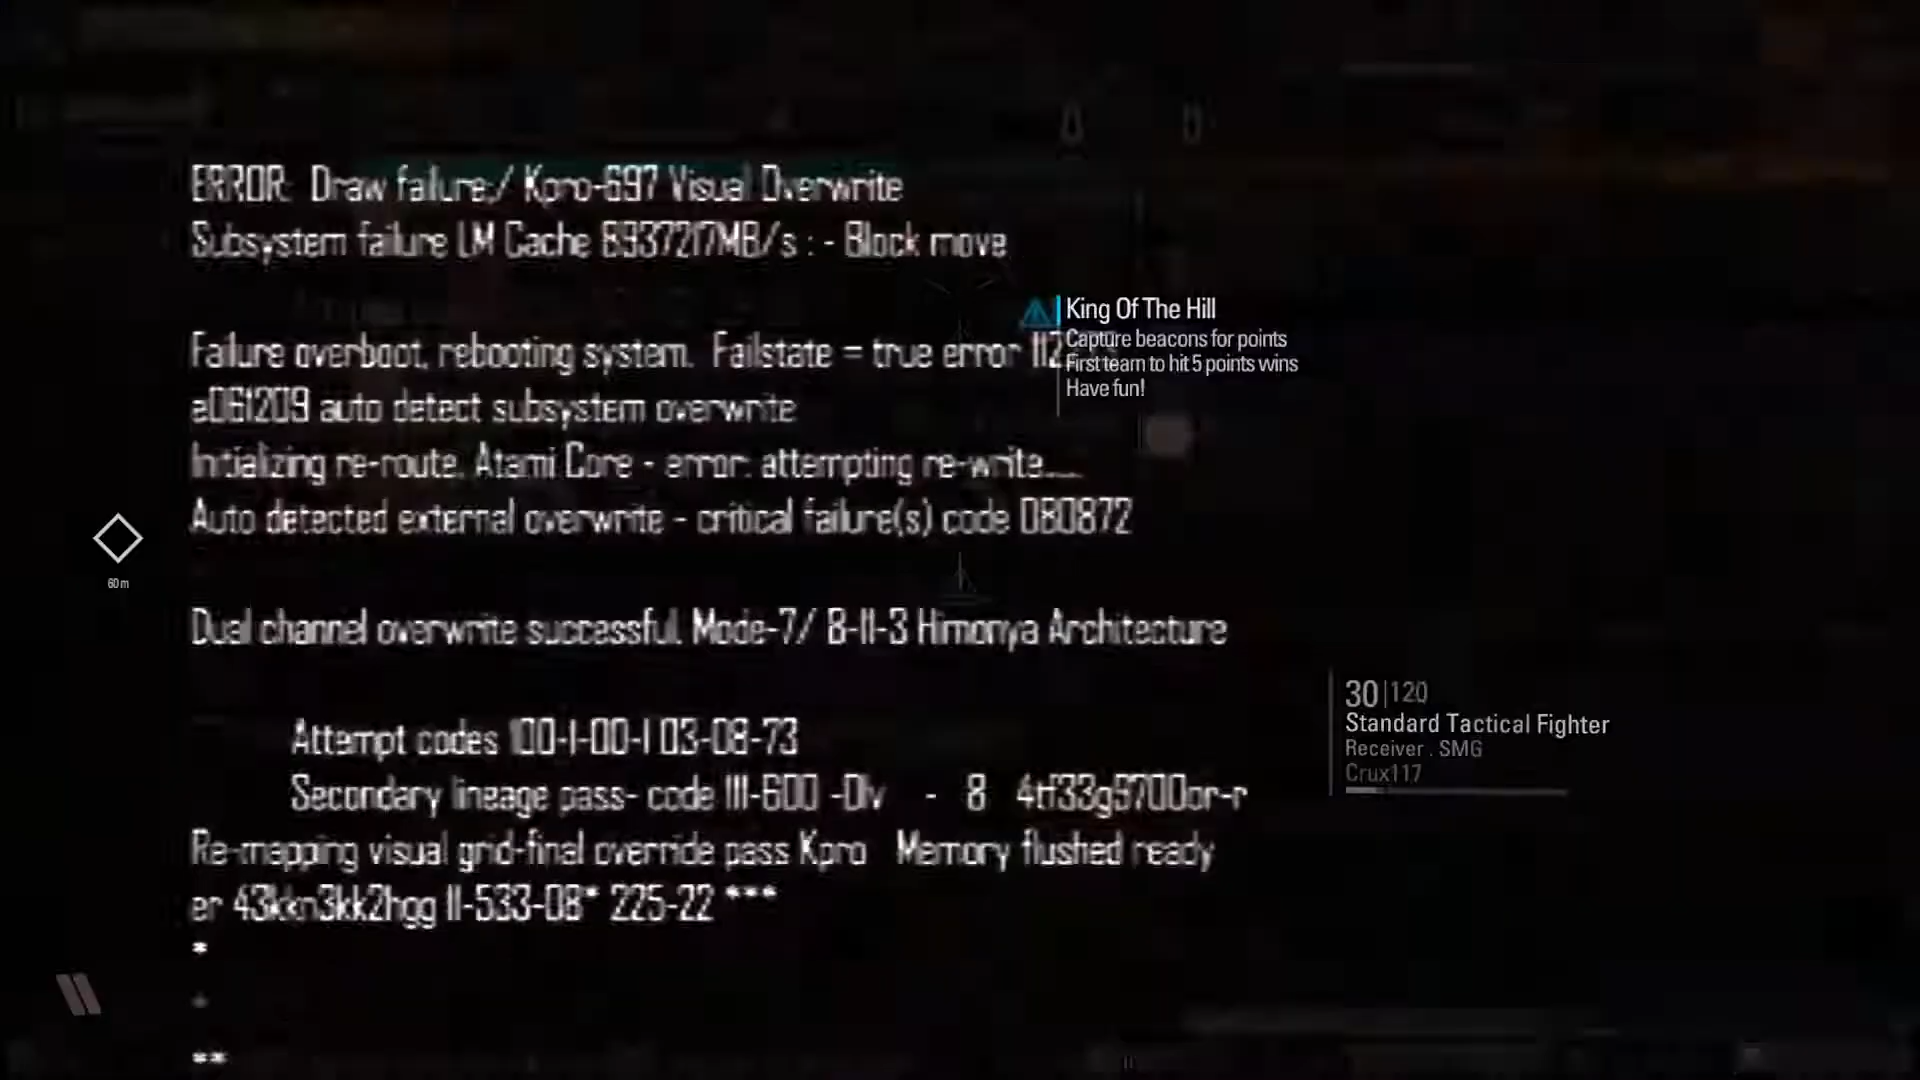 ERROR: Draw failure;/ Kpro-697 Visual Overwrite
Subsystem failure LM Cache 8937217MB/s : - Block move
King Of The Hill
Capture beacons for points
First team to hit 5 points wins
Have fun!
Failure overboot, rebooting system. Failstate = true error 112
e061209 auto detect subsystem overwrite
Initializing re-route. Atami Core - error: attempting re-write.....
Auto detected external overwrite - critical failure(s) code 080872
60m
Dual channel overwrite successful. Mode-7/ 8-11-3 Himonya Architecture
30|120
Standard Tactical Fighter
Receiver . SMG
Crux117
Attempt codes 100-1-00-1 03-08-73
Secondary lineage pass- code 111-600 -Div - 8 4tf33g5700or-r
Re-mapping visual grid-final override pass Kpro Memory flushed ready
er 43kkn3kk2hgg 11-533-08* 225-22 ***
*
*
**